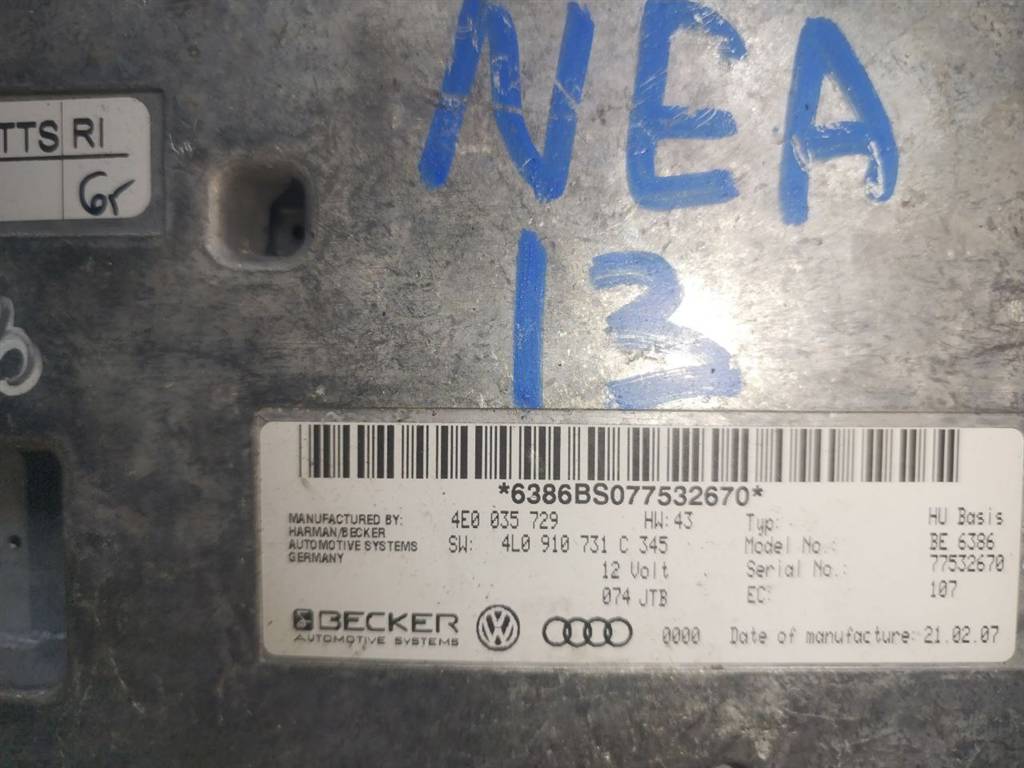 NEA
13
TTS RI
Gr
*6386BS077532670*
MANUFACTURED BY:
HARMAN/BECKER
AUTOMOTIVE SYSTEMS
GERMANY
4E0 035 729 HW:43
SW: 4L0 910 731 C 345
12 Volt
074 JTB
Typ: HU Basis
Model No.: BE 6386
Serial No.: 77532670
EC: 107
BECKER
AUTOMOTIVE SYSTEMS
0000 Date of manufacture: 21.02.07